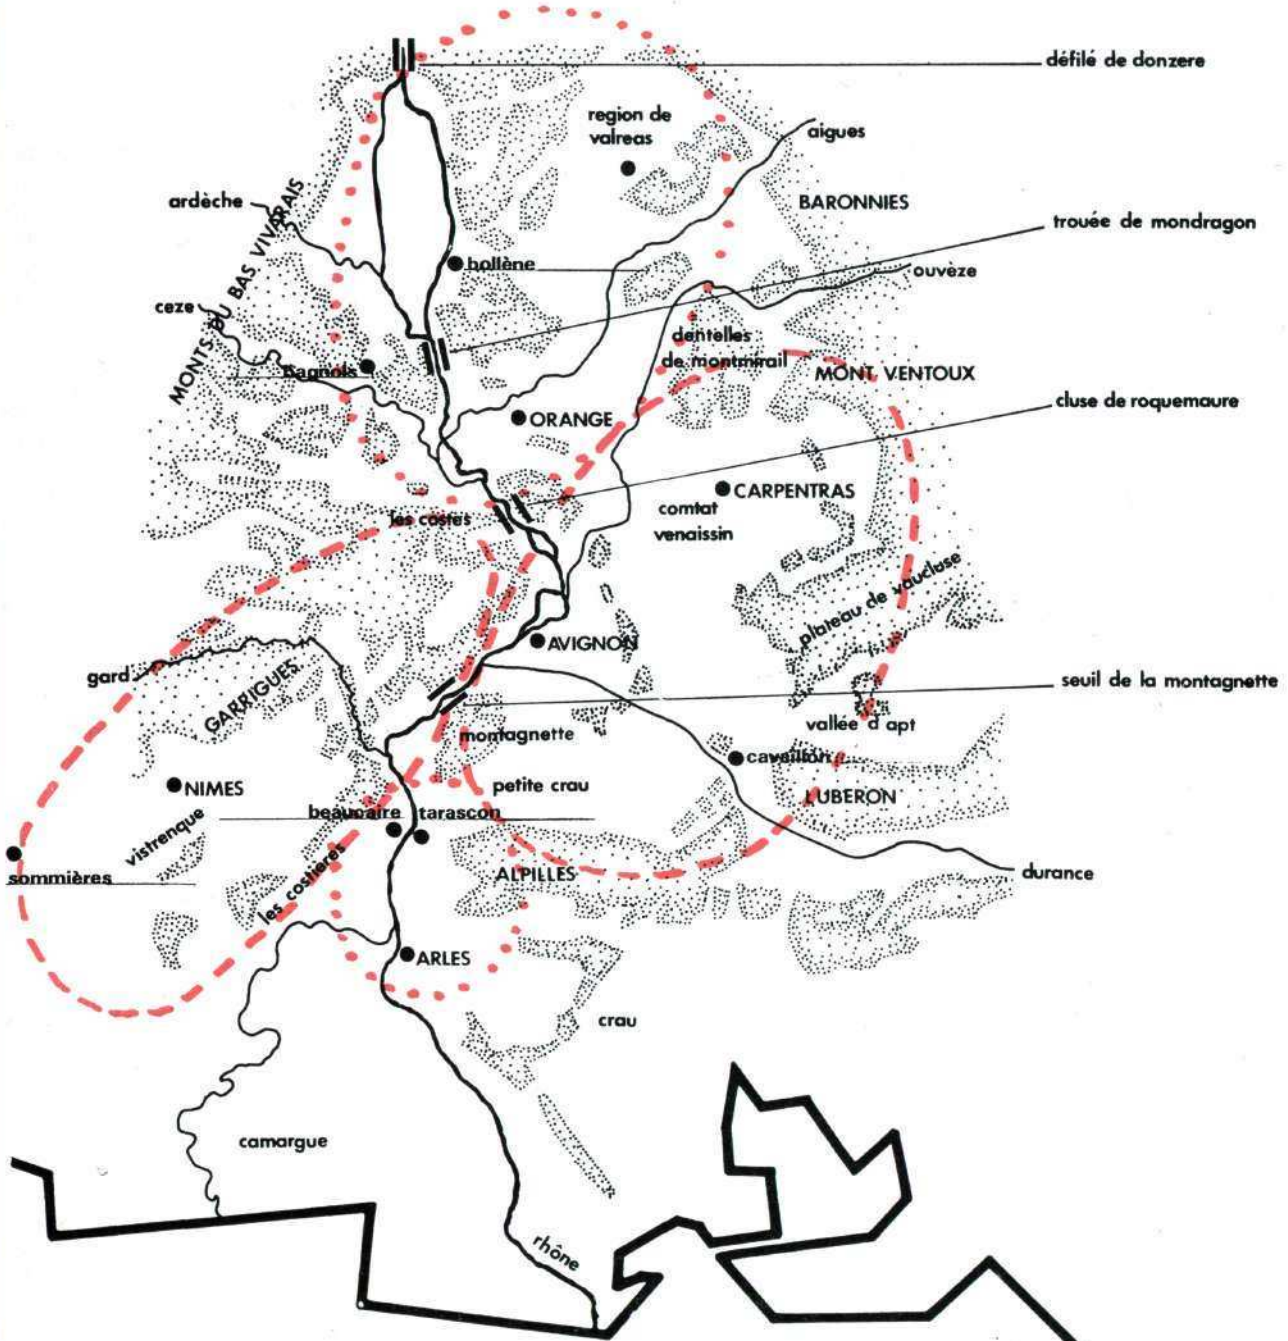 défilé de donzere
region de
valreas
aigues
ardèche
BARONNIES
trouée de mondragon
MONTS DU BAS VIVARAIS
bollène
ouvèze
ceze
dentelles
de montmirail
bagnols
MONT VENTOUX
cluse de roquemaure
ORANGE
CARPENTRAS
les costes
comtat
venaissin
plateau de vaucluse
AVIGNON
gard
GARRIGUES
seuil de la montagnette
vallée d'apt
montagnette
cavaillon
NIMES
petite crau
LUBERON
beaucaire
tarascon
vistrenque
sommières
les costieres
ALPILLES
durance
ARLES
crau
camargue
rhône